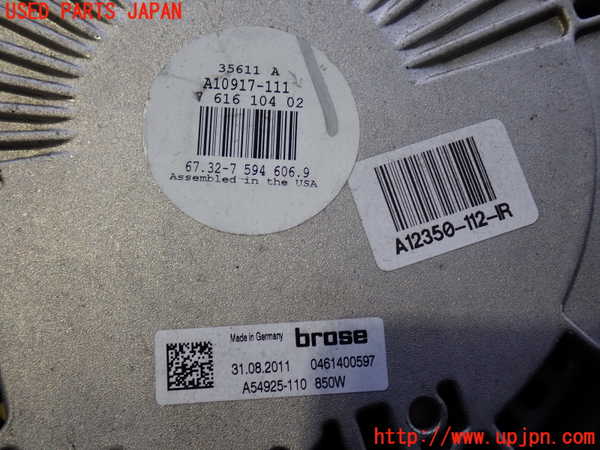 USED PARTS JAPAN
35611 A
A10917-111
7 616 104 02
67.32-7 594 606.9
Assembled in the USA
A12350-112-IR
Made in Germany
brose
31.08.2011 0461400597
A54925-110 850W
http://www.upjpn.com/